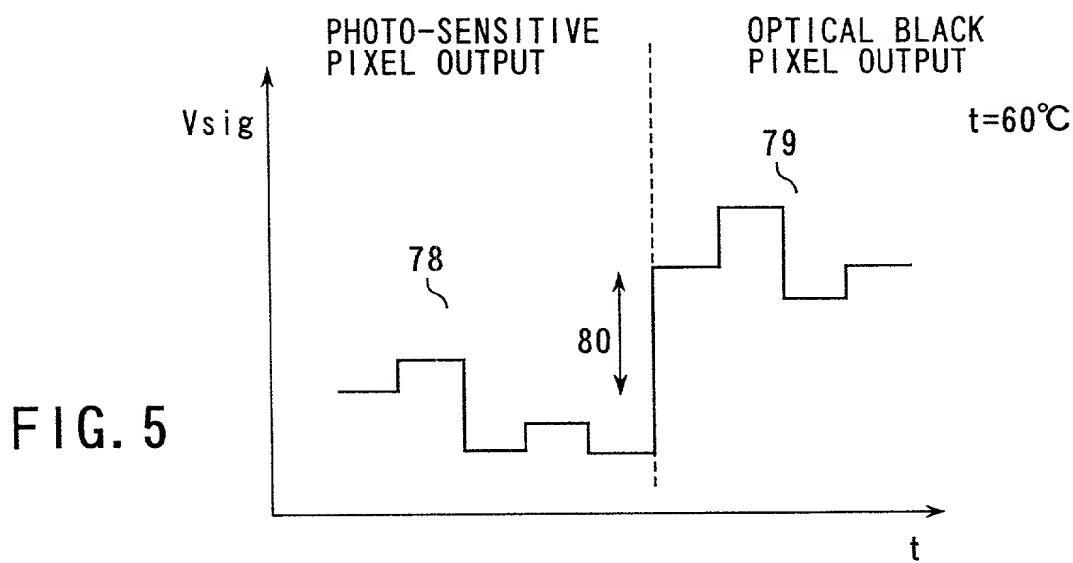 PHOTO-SENSITIVE
PIXEL OUTPUT
OPTICAL BLACK
PIXEL OUTPUT
Vsig
t=60℃
79
78
80
FIG. 5
t